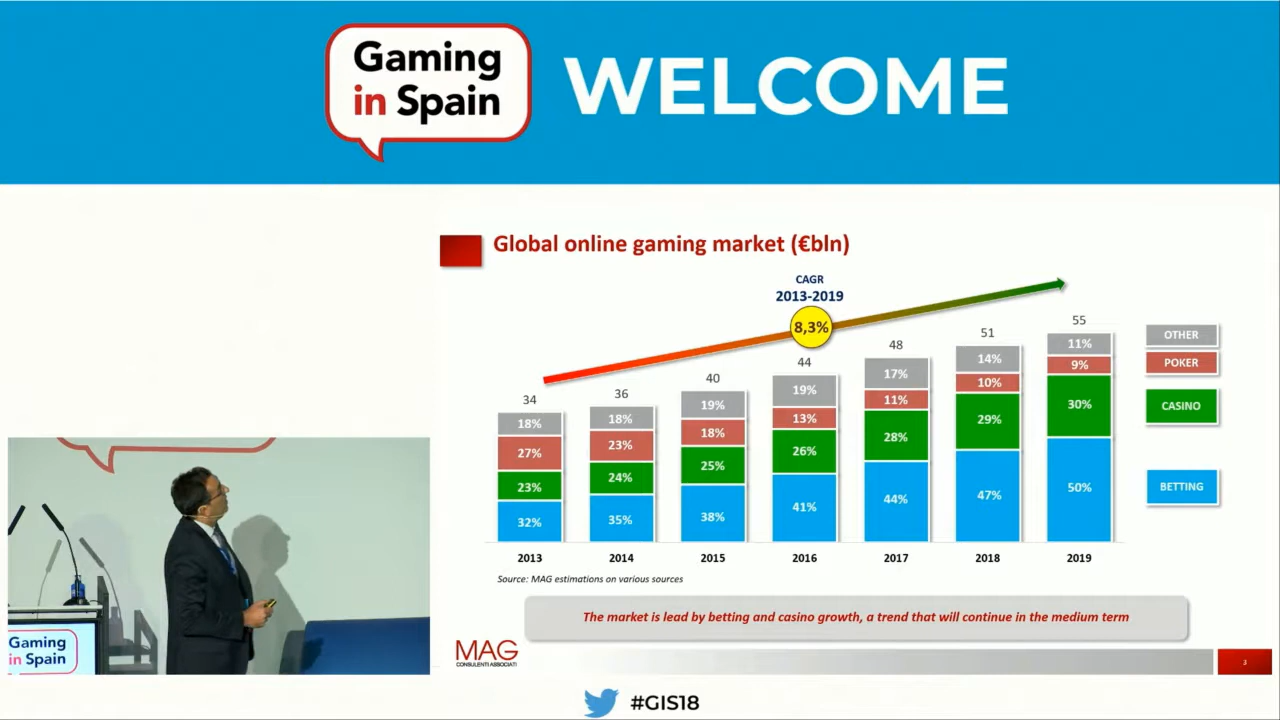 Gaming
in Spain
WELCOME
Global online gaming market (€bln)
CAGR
2013-2019
8,3%
34
36
40
44
48
51
55
18%
18%
19%
19%
17%
14%
11%
27%
23%
18%
13%
11%
10%
9%
23%
24%
25%
26%
28%
29%
30%
32%
35%
38%
41%
44%
47%
50%
OTHER
POKER
CASINO
BETTING
2013
2014
2015
2016
2017
2018
2019
Source: MAG estimations on various sources
The market is lead by betting and casino growth, a trend that will continue in the medium term
MAG
CONSULENTI ASSOCIATI
3
Gaming
in Spain
#GIS18